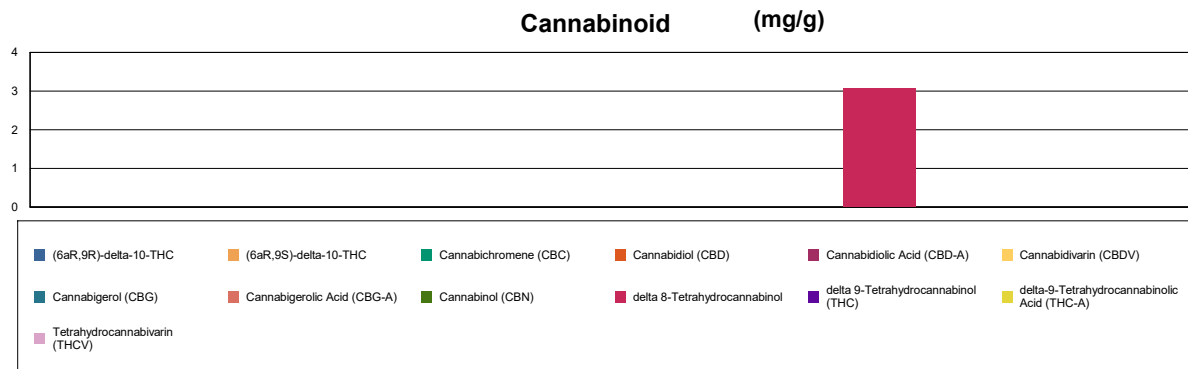 Cannabinoid (mg/g)
4
3
2
1
0
(6aR,9R)-delta-10-THC
(6aR,9S)-delta-10-THC
Cannabichromene (CBC)
Cannabidiol (CBD)
Cannabidiolic Acid (CBD-A)
Cannabidivarin (CBDV)
Cannabigerol (CBG)
Cannabigerolic Acid (CBG-A)
Cannabinol (CBN)
delta 8-Tetrahydrocannabinol
delta 9-Tetrahydrocannabinol
(THC)
delta-9-Tetrahydrocannabinolic
Acid (THC-A)
Tetrahydrocannabivarin
(THCV)